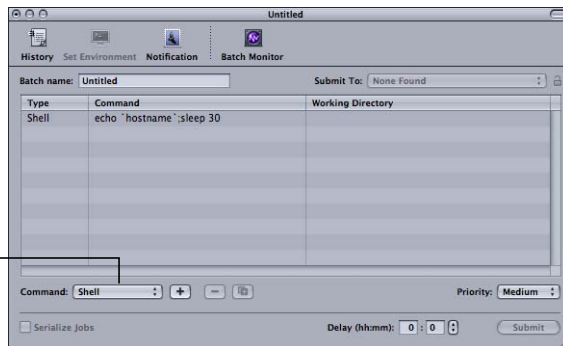 Untitled
History Set Environment Notification Batch Monitor
Batch name: Untitled Submit To: None Found
Type Command Working Directory
Shell echo `hostname`;sleep 30
Command: Shell + − Priority: Medium
Serialize Jobs Delay (hh:mm): 0 : 0 Submit